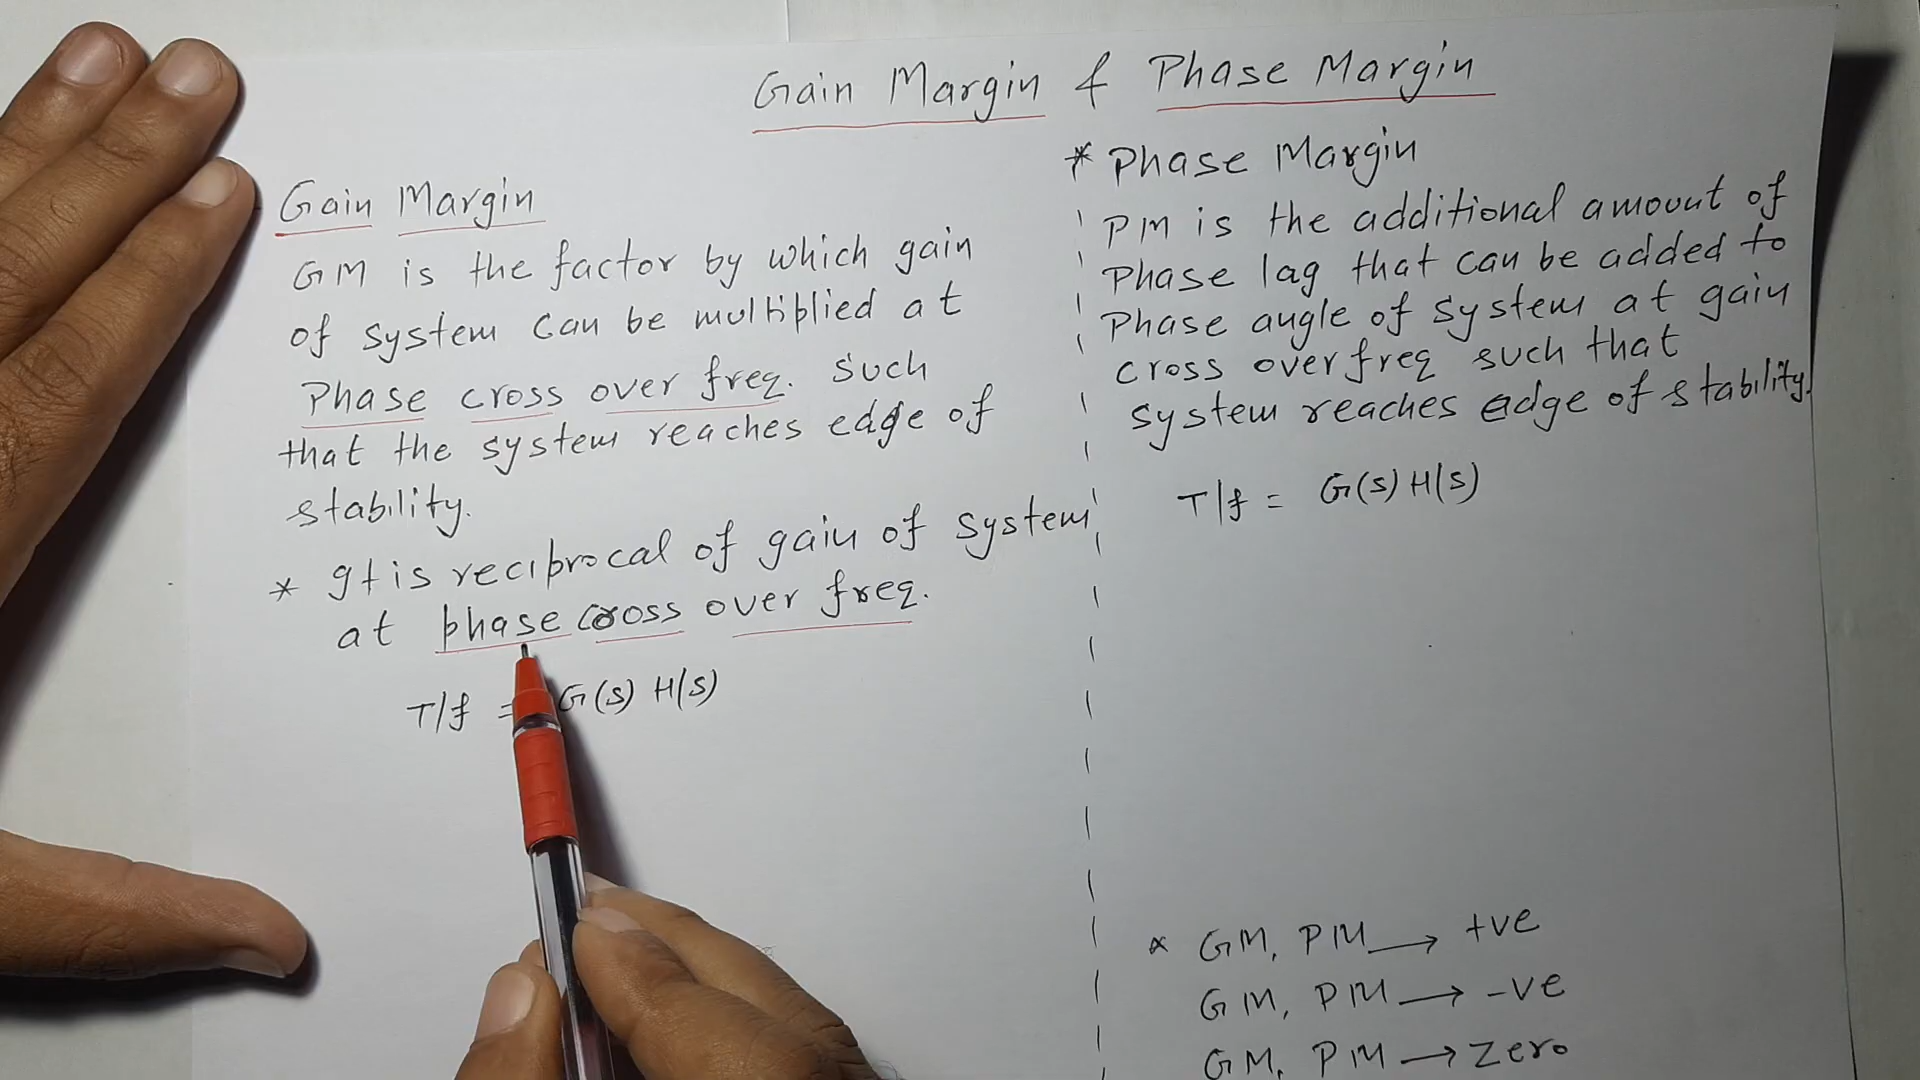 Gain Margin & Phase Margin
Gain Margin
GM is the factor by which gain
of system can be multiplied at
Phase cross over freq. such
that the system reaches edge of
stability.
* It is reciprocal of gain of system
at phase cross over freq.
T/f = G(s) H(s)
* Phase Margin
PM is the additional amount of
Phase lag that can be added to
Phase angle of system at gain
cross over freq such that
system reaches edge of stability.
T/f = G(s) H(s)
* GM, PM → +ve
GM, PM → -ve
GM, PM → zero